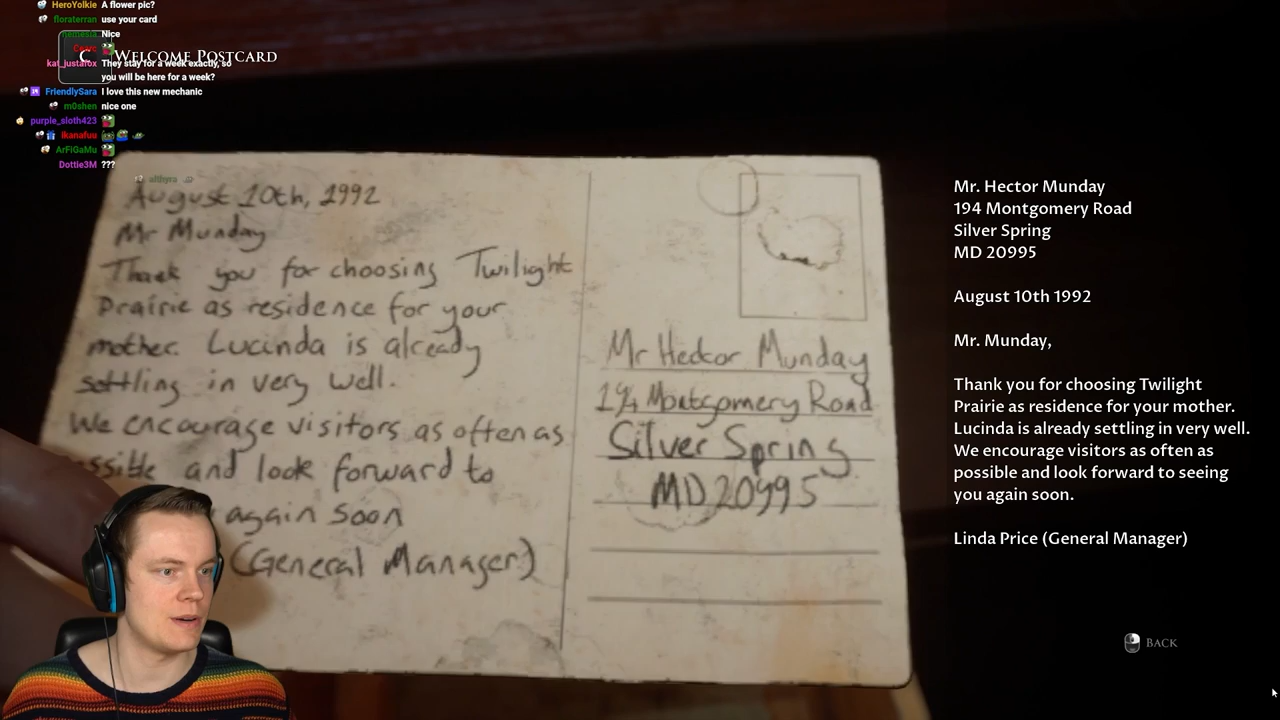 HeroYolkie A flower pic?
floraterran use your card
nemesia Nice
C WELCOME POSTCARD
kat_justafox They stay for a week exactly, so
you will be here for a week?
FriendlySara I love this new mechanic
m0shen nice one
purple_sloth423
ikanafuu
ArFiGaMu
Dottie3M ???
althyra
August 10th, 1992
Mr Munday
Thank you for choosing Twilight
Prairie as residence for your
mother. Lucinda is already
settling in very well.
We encourage visitors as often as
and look forward to
again soon
(General Manager)
Mr Hector Munday
194 Montgomery Road
Silver Spring
MD 20995
Mr. Hector Munday
194 Montgomery Road
Silver Spring
MD 20995
August 10th 1992
Mr. Munday,
Thank you for choosing Twilight
Prairie as residence for your mother.
Lucinda is already settling in very well.
We encourage visitors as often as
possible and look forward to seeing
you again soon.
Linda Price (General Manager)
BACK